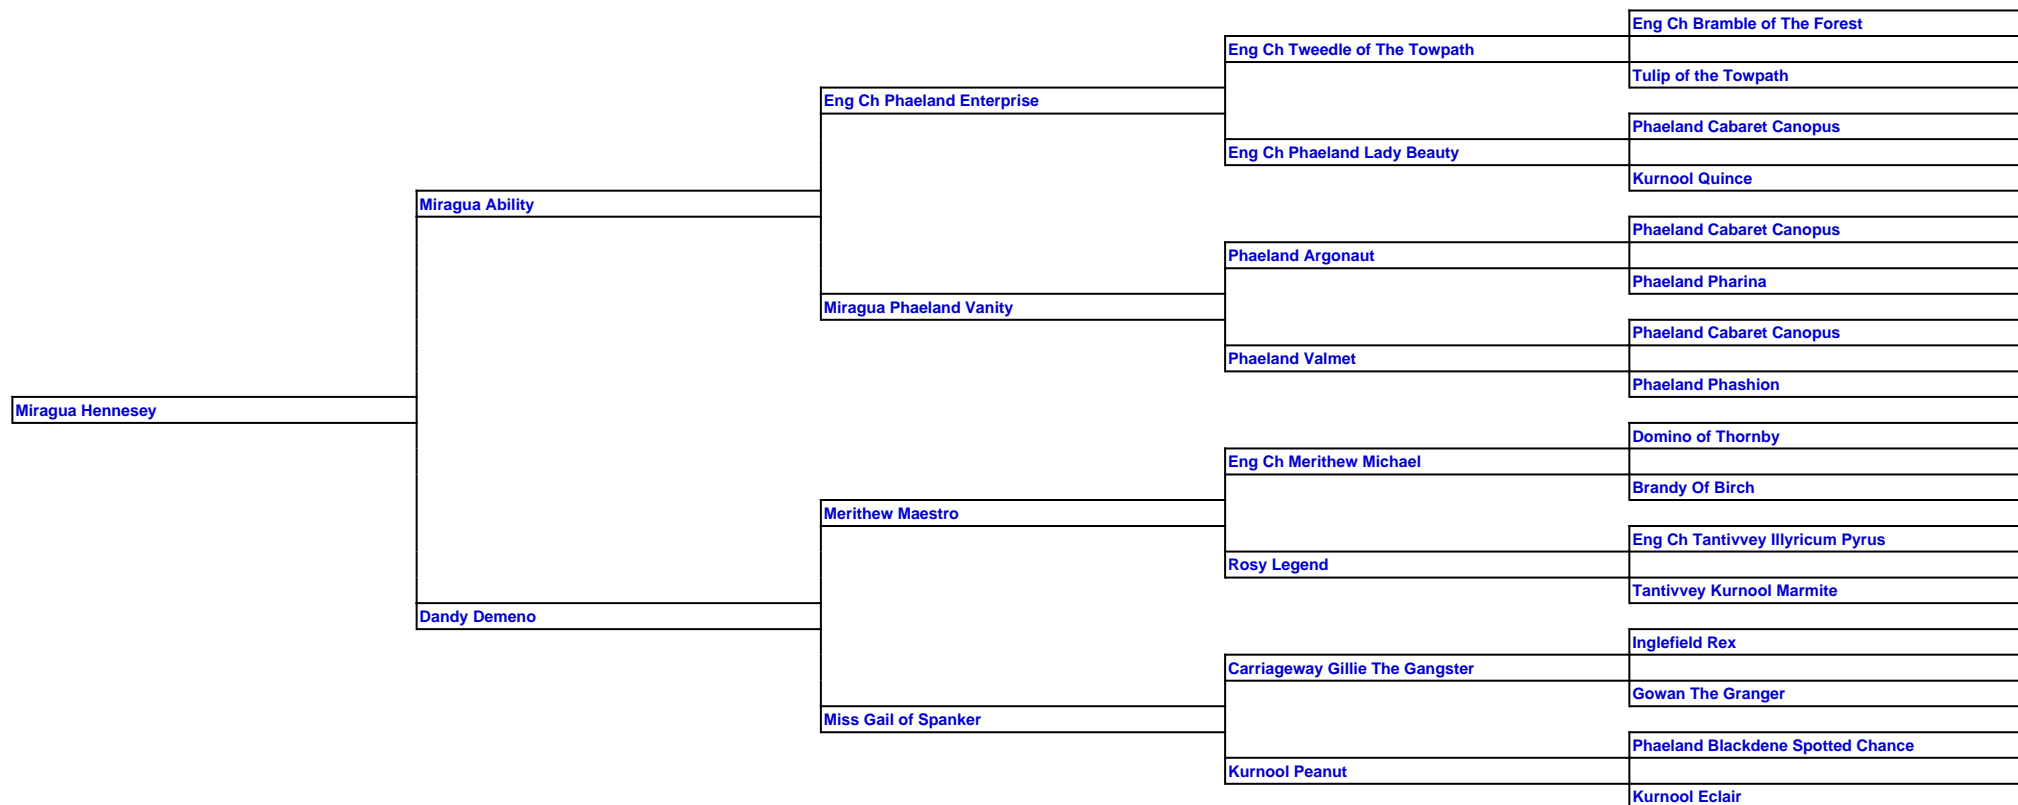 Eng Ch Bramble of The Forest
Eng Ch Tweedle of The Towpath
Tulip of the Towpath
Eng Ch Phaeland Enterprise
Phaeland Cabaret Canopus
Eng Ch Phaeland Lady Beauty
Kurnool Quince
Miragua Ability
Phaeland Cabaret Canopus
Phaeland Argonaut
Phaeland Pharina
Miragua Phaeland Vanity
Phaeland Cabaret Canopus
Phaeland Valmet
Phaeland Phashion
Miragua Hennesey
Domino of Thornby
Eng Ch Merithew Michael
Brandy Of Birch
Merithew Maestro
Eng Ch Tantivvey Illyricum Pyrus
Rosy Legend
Tantivvey Kurnool Marmite
Dandy Demeno
Inglefield Rex
Carriageway Gillie The Gangster
Gowan The Granger
Miss Gail of Spanker
Phaeland Blackdene Spotted Chance
Kurnool Peanut
Kurnool Eclair